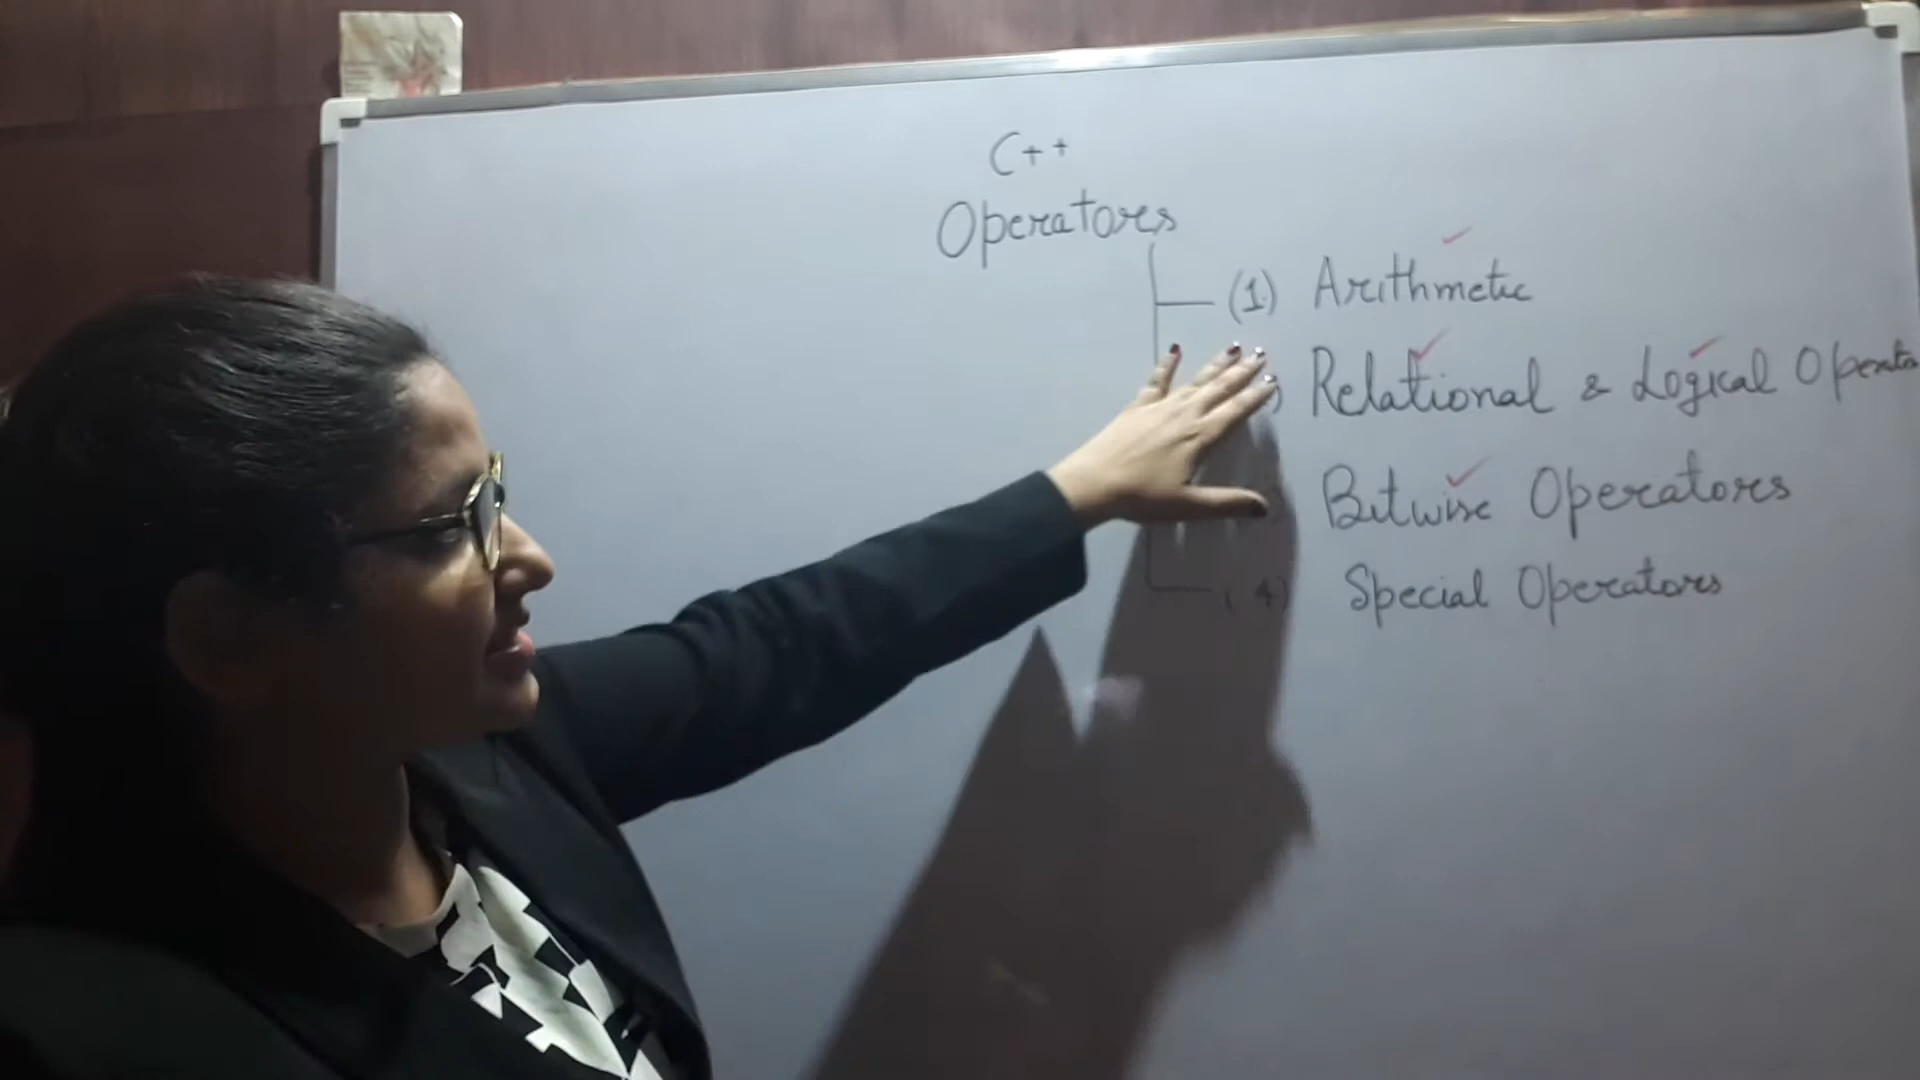 C++
Operators
(1) Arithmetic
Relational & Logical Operato
Bitwise Operators
(4) Special Operators